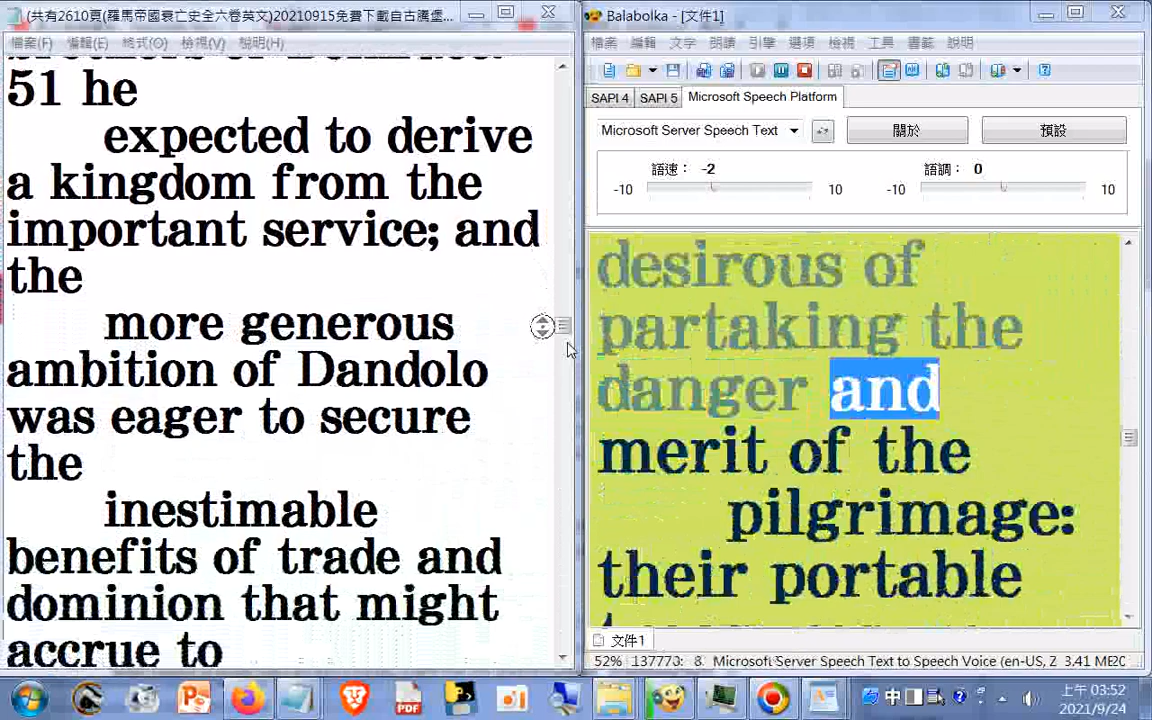 (共有2610頁(羅馬帝國衰亡史全六卷英文)20210915免費下載自古騰堡...
檔案(F) 編輯(E) 格式(O) 檢視(V) 說明(H)
51 he
expected to derive
a kingdom from the
important service; and
the
more generous
ambition of Dandolo
was eager to secure
the
inestimable
benefits of trade and
dominion that might
accrue to
Balabolka - [文件1]
檔案 編輯 文字 朗讀 引擎 選項 檢視 工具 書籤 說明
SAPI 4 SAPI 5 Microsoft Speech Platform
Microsoft Server Speech Text 關於 預設
語速： -2 語調： 0
-10 10 -10 10
desirous of
partaking the
danger and
merit of the
pilgrimage:
their portable
文件1
52% 137770: 8 Microsoft Server Speech Text to Speech Voice (en-US, Z 3.41 ME20
中
上午 03:52
2021/9/24